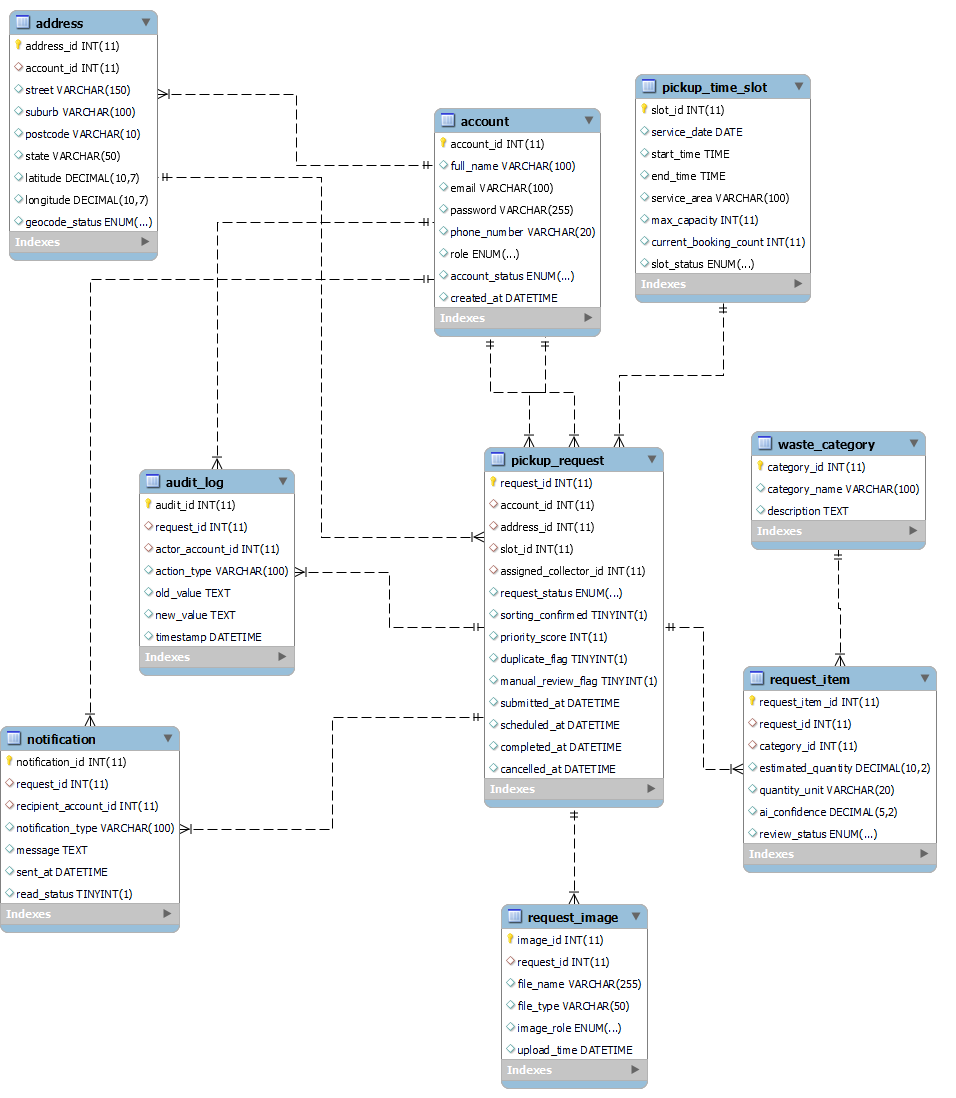 address
address_id INT(11)
account_id INT(11)
street VARCHAR(150)
suburb VARCHAR(100)
postcode VARCHAR(10)
state VARCHAR(50)
latitude DECIMAL(10,7)
longitude DECIMAL(10,7)
geocode_status ENUM(...)
Indexes
account
account_id INT(11)
full_name VARCHAR(100)
email VARCHAR(100)
password VARCHAR(255)
phone_number VARCHAR(20)
role ENUM(...)
account_status ENUM(...)
created_at DATETIME
Indexes
pickup_time_slot
slot_id INT(11)
service_date DATE
start_time TIME
end_time TIME
service_area VARCHAR(100)
max_capacity INT(11)
current_booking_count INT(11)
slot_status ENUM(...)
Indexes
audit_log
audit_id INT(11)
request_id INT(11)
actor_account_id INT(11)
action_type VARCHAR(100)
old_value TEXT
new_value TEXT
timestamp DATETIME
Indexes
pickup_request
request_id INT(11)
account_id INT(11)
address_id INT(11)
slot_id INT(11)
assigned_collector_id INT(11)
request_status ENUM(...)
sorting_confirmed TINYINT(1)
priority_score INT(11)
duplicate_flag TINYINT(1)
manual_review_flag TINYINT(1)
submitted_at DATETIME
scheduled_at DATETIME
completed_at DATETIME
cancelled_at DATETIME
Indexes
waste_category
category_id INT(11)
category_name VARCHAR(100)
description TEXT
Indexes
request_item
request_item_id INT(11)
request_id INT(11)
category_id INT(11)
estimated_quantity DECIMAL(10,2)
quantity_unit VARCHAR(20)
ai_confidence DECIMAL(5,2)
review_status ENUM(...)
Indexes
notification
notification_id INT(11)
request_id INT(11)
recipient_account_id INT(11)
notification_type VARCHAR(100)
message TEXT
sent_at DATETIME
read_status TINYINT(1)
Indexes
request_image
image_id INT(11)
request_id INT(11)
file_name VARCHAR(255)
file_type VARCHAR(50)
image_role ENUM(...)
upload_time DATETIME
Indexes